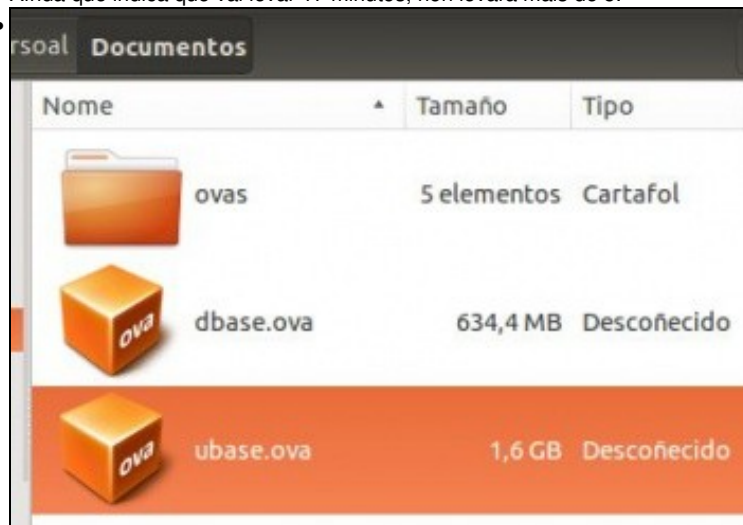 rsoal Documentos
Nome Tamaño Tipo
ovas 5 elementos Cartafol
ova dbase.ova 634,4 MB Descoñecido
ova ubase.ova 1,6 GB Descoñecido